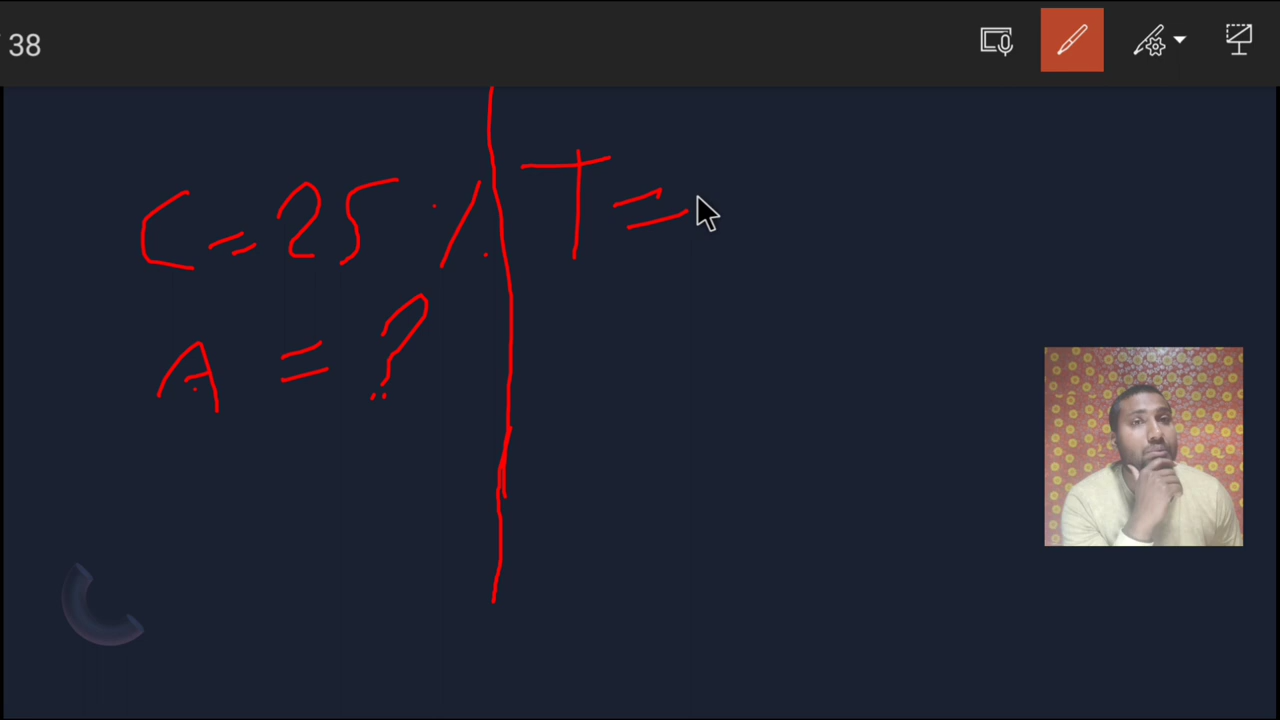 38
C = 25 %
A = ?
T =